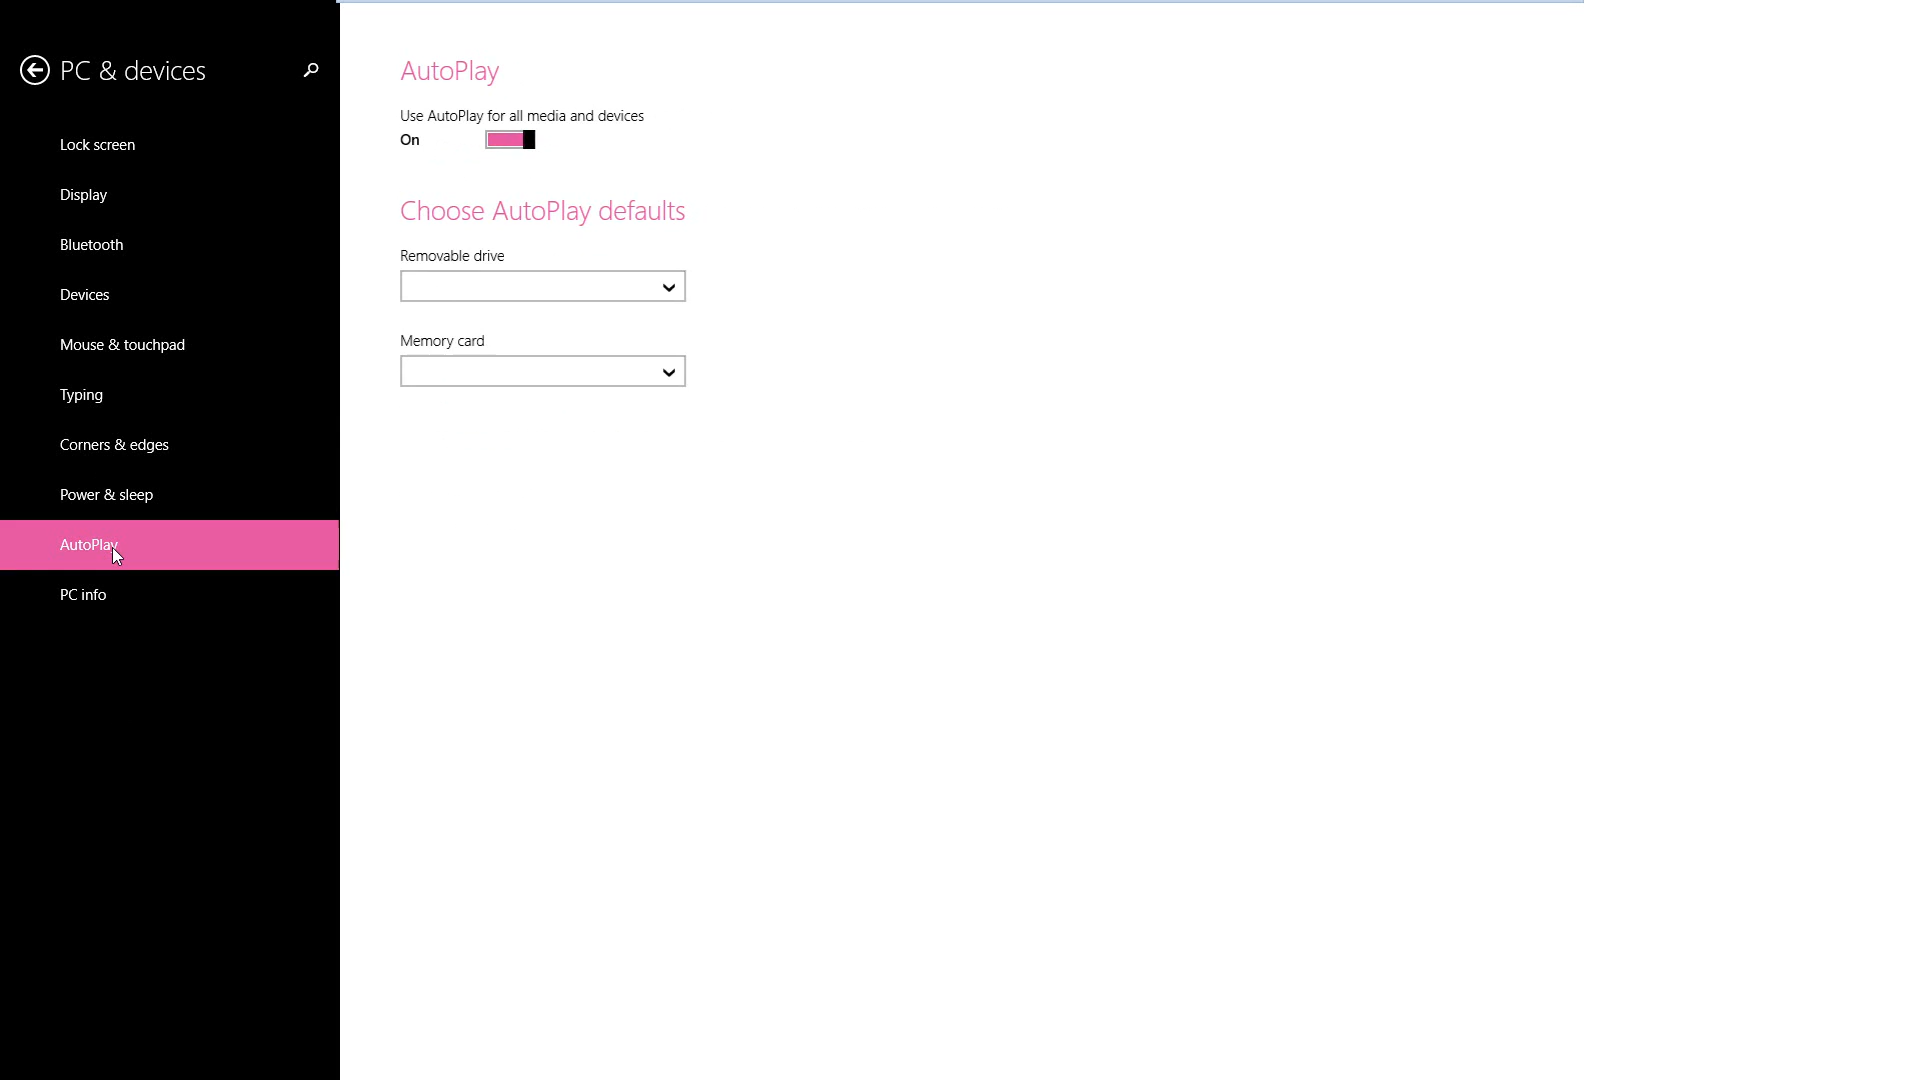 PC & devices
Lock screen
Display
Bluetooth
Devices
Mouse & touchpad
Typing
Corners & edges
Power & sleep
AutoPlay
PC info
AutoPlay
Use AutoPlay for all media and devices
On
Choose AutoPlay defaults
Removable drive
Memory card